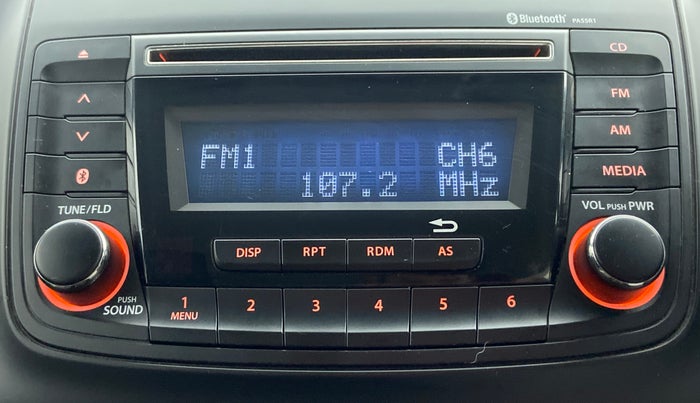 Bluetooth® PA55R1
CD
FM
AM
MEDIA
FM1 CH6
107.2 MHz
TUNE/FLD
VOL PUSH PWR
DISP RPT RDM AS
PUSH
SOUND
1 2 3 4 5 6
MENU